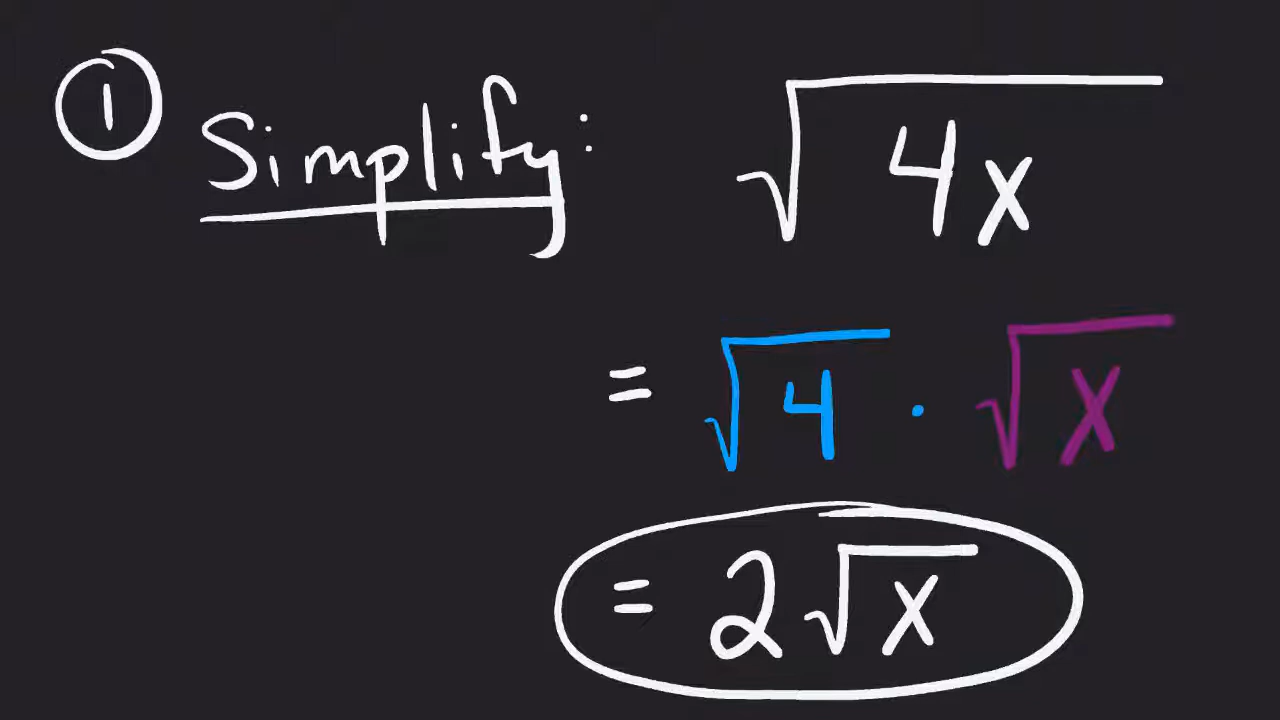 ① Simplify: √4x
= √4 · √x
= 2√x